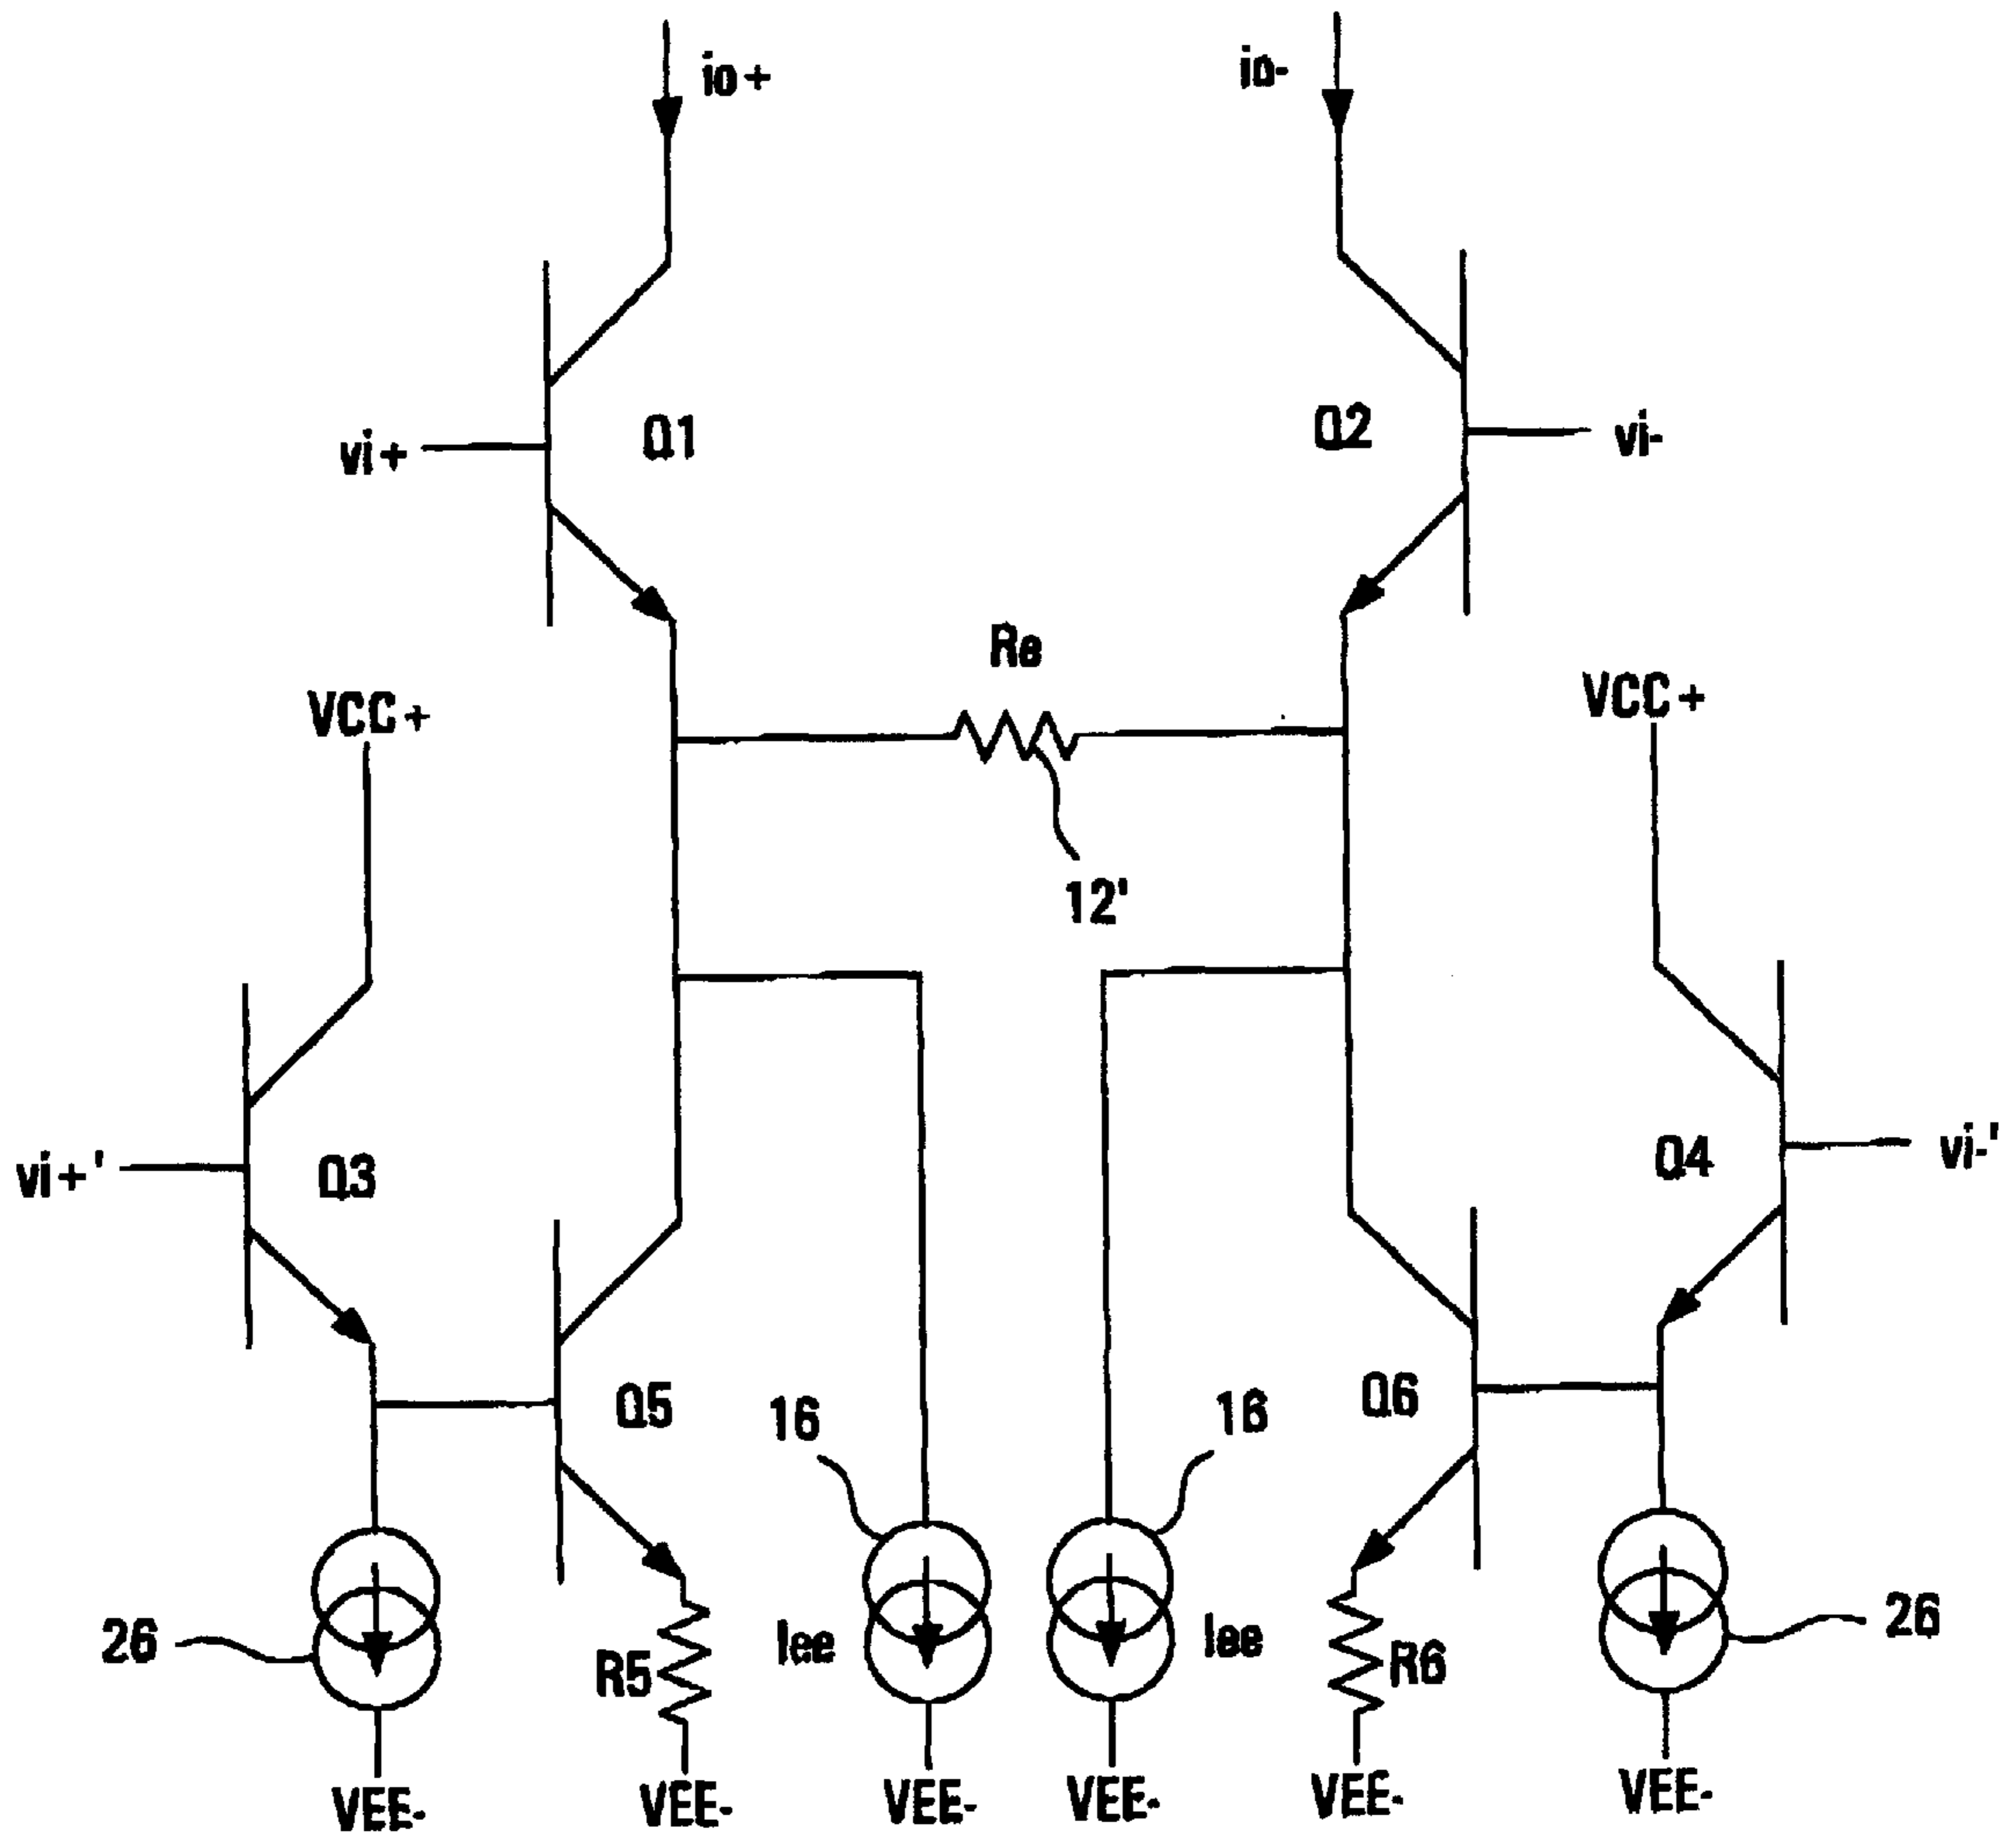 io+
io-
Q1
Q2
vi+
vi-
Re
VCC+
VCC+
12'
vi+'
Q3
Q4
vi-'
Q5
16
16
Q6
26
Iee
Iee
26
R5
R6
VEE-
VEE-
VEE-
VEE-
VEE-
VEE-